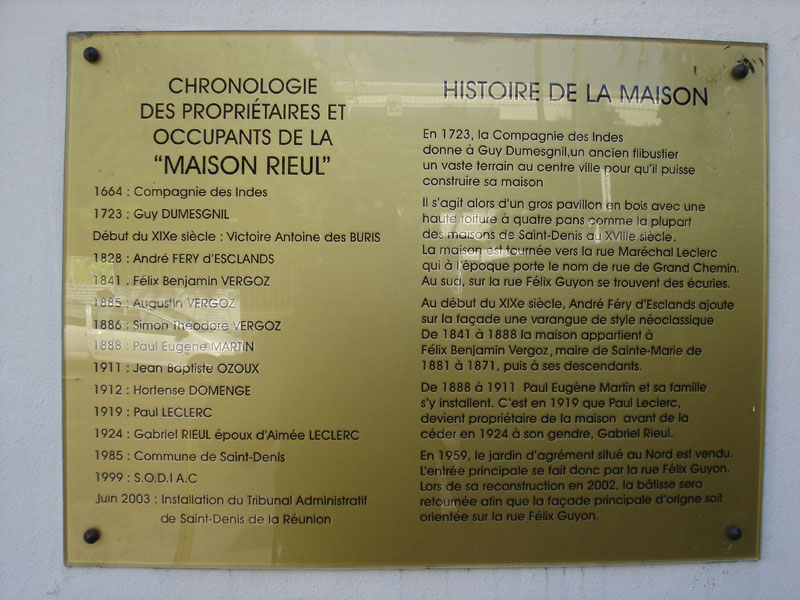 CHRONOLOGIE
DES PROPRIÉTAIRES ET
OCCUPANTS DE LA
“MAISON RIEUL”
1664 : Compagnie des Indes
1723 : Guy DUMESGNIL
Début du XIXe siècle : Victoire Antoine des BURIS
1828 : André FERY d'ESCLANDS
1841 . Félix Benjamin VERGOZ
1885 : Augustin VERGOZ
1886 : Simon Théodore VERGOZ
1888 : Paul Eugène MARTIN
1911 : Jean Baptiste OZOUX
1912 : Hortense DOMENGE
1919 : Paul LECLERC
1924 : Gabriel RIEUL époux d'Aimée LECLERC
1985 : Commune de Saint-Denis
1999 : S.O.D.I A.C
Juin 2003 : Installation du Tribunal Administratif
de Saint-Denis de la Réunion
HISTOIRE DE LA MAISON
En 1723, la Compagnie des Indes
donne à Guy Dumesgnil,un ancien flibustier
un vaste terrain au centre ville pour qu'il puisse
construire sa maison
Il s'agit alors d'un gros pavillon en bois avec une
haute toiture à quatre pans comme la plupart
des maisons de Saint-Denis au XVIIIe siècle.
La maison est tournée vers la rue Maréchal Leclerc
qui à l'époque porte le nom de rue de Grand Chemin.
Au sud, sur la rue Félix Guyon se trouvent des écuries.
Au début du XIXe siècle, André Féry d'Esclands ajoute
sur la façade une varangue de style néoclassique
De 1841 à 1888 la maison appartient à
Félix Benjamin Vergoz, maire de Sainte-Marie de
1881 à 1871, puis à ses descendants.
De 1888 à 1911 Paul Eugène Martin et sa famille
s'y installent. C'est en 1919 que Paul Leclerc,
devient propriétaire de la maison avant de la
céder en 1924 à son gendre, Gabriel Rieul.
En 1959, le jardin d'agrément situé au Nord est vendu.
L'entrée principale se fait donc par la rue Félix Guyon.
Lors de sa reconstruction en 2002, la bâtisse sera
retournée afin que la façade principale d'origne soit
orientée sur la rue Félix Guyon.